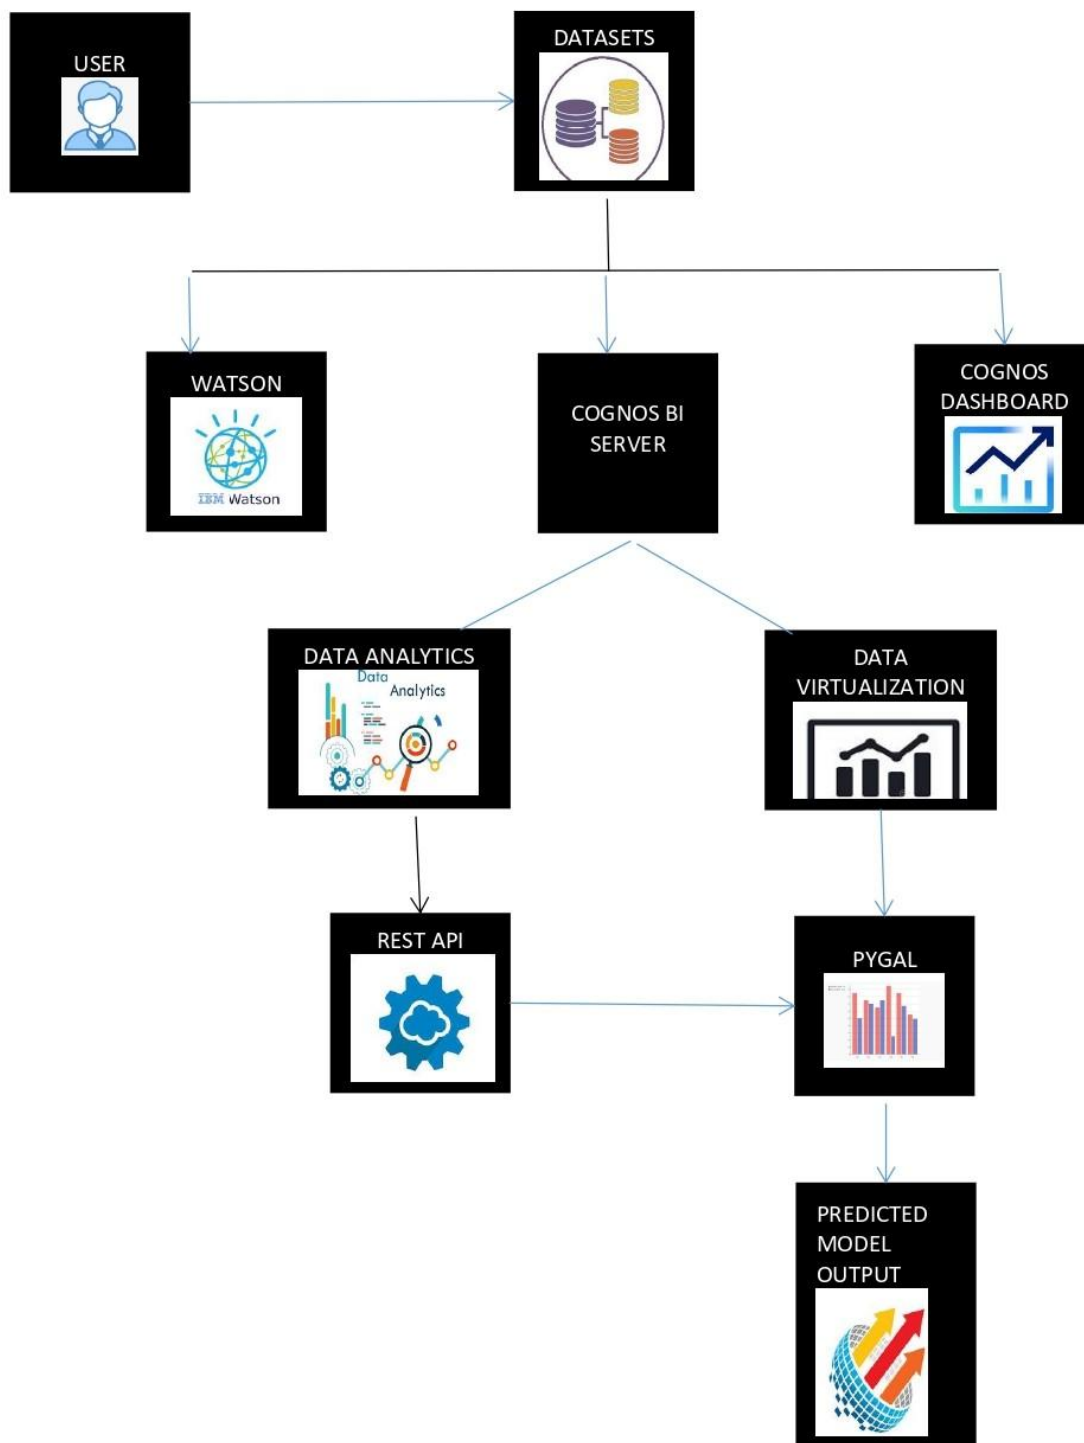 USER
DATASETS
WATSON
IBM Watson
COGNOS BI
SERVER
COGNOS
DASHBOARD
DATA ANALYTICS
Data
Analytics
DATA
VIRTUALIZATION
REST API
PYGAL
PREDICTED
MODEL
OUTPUT